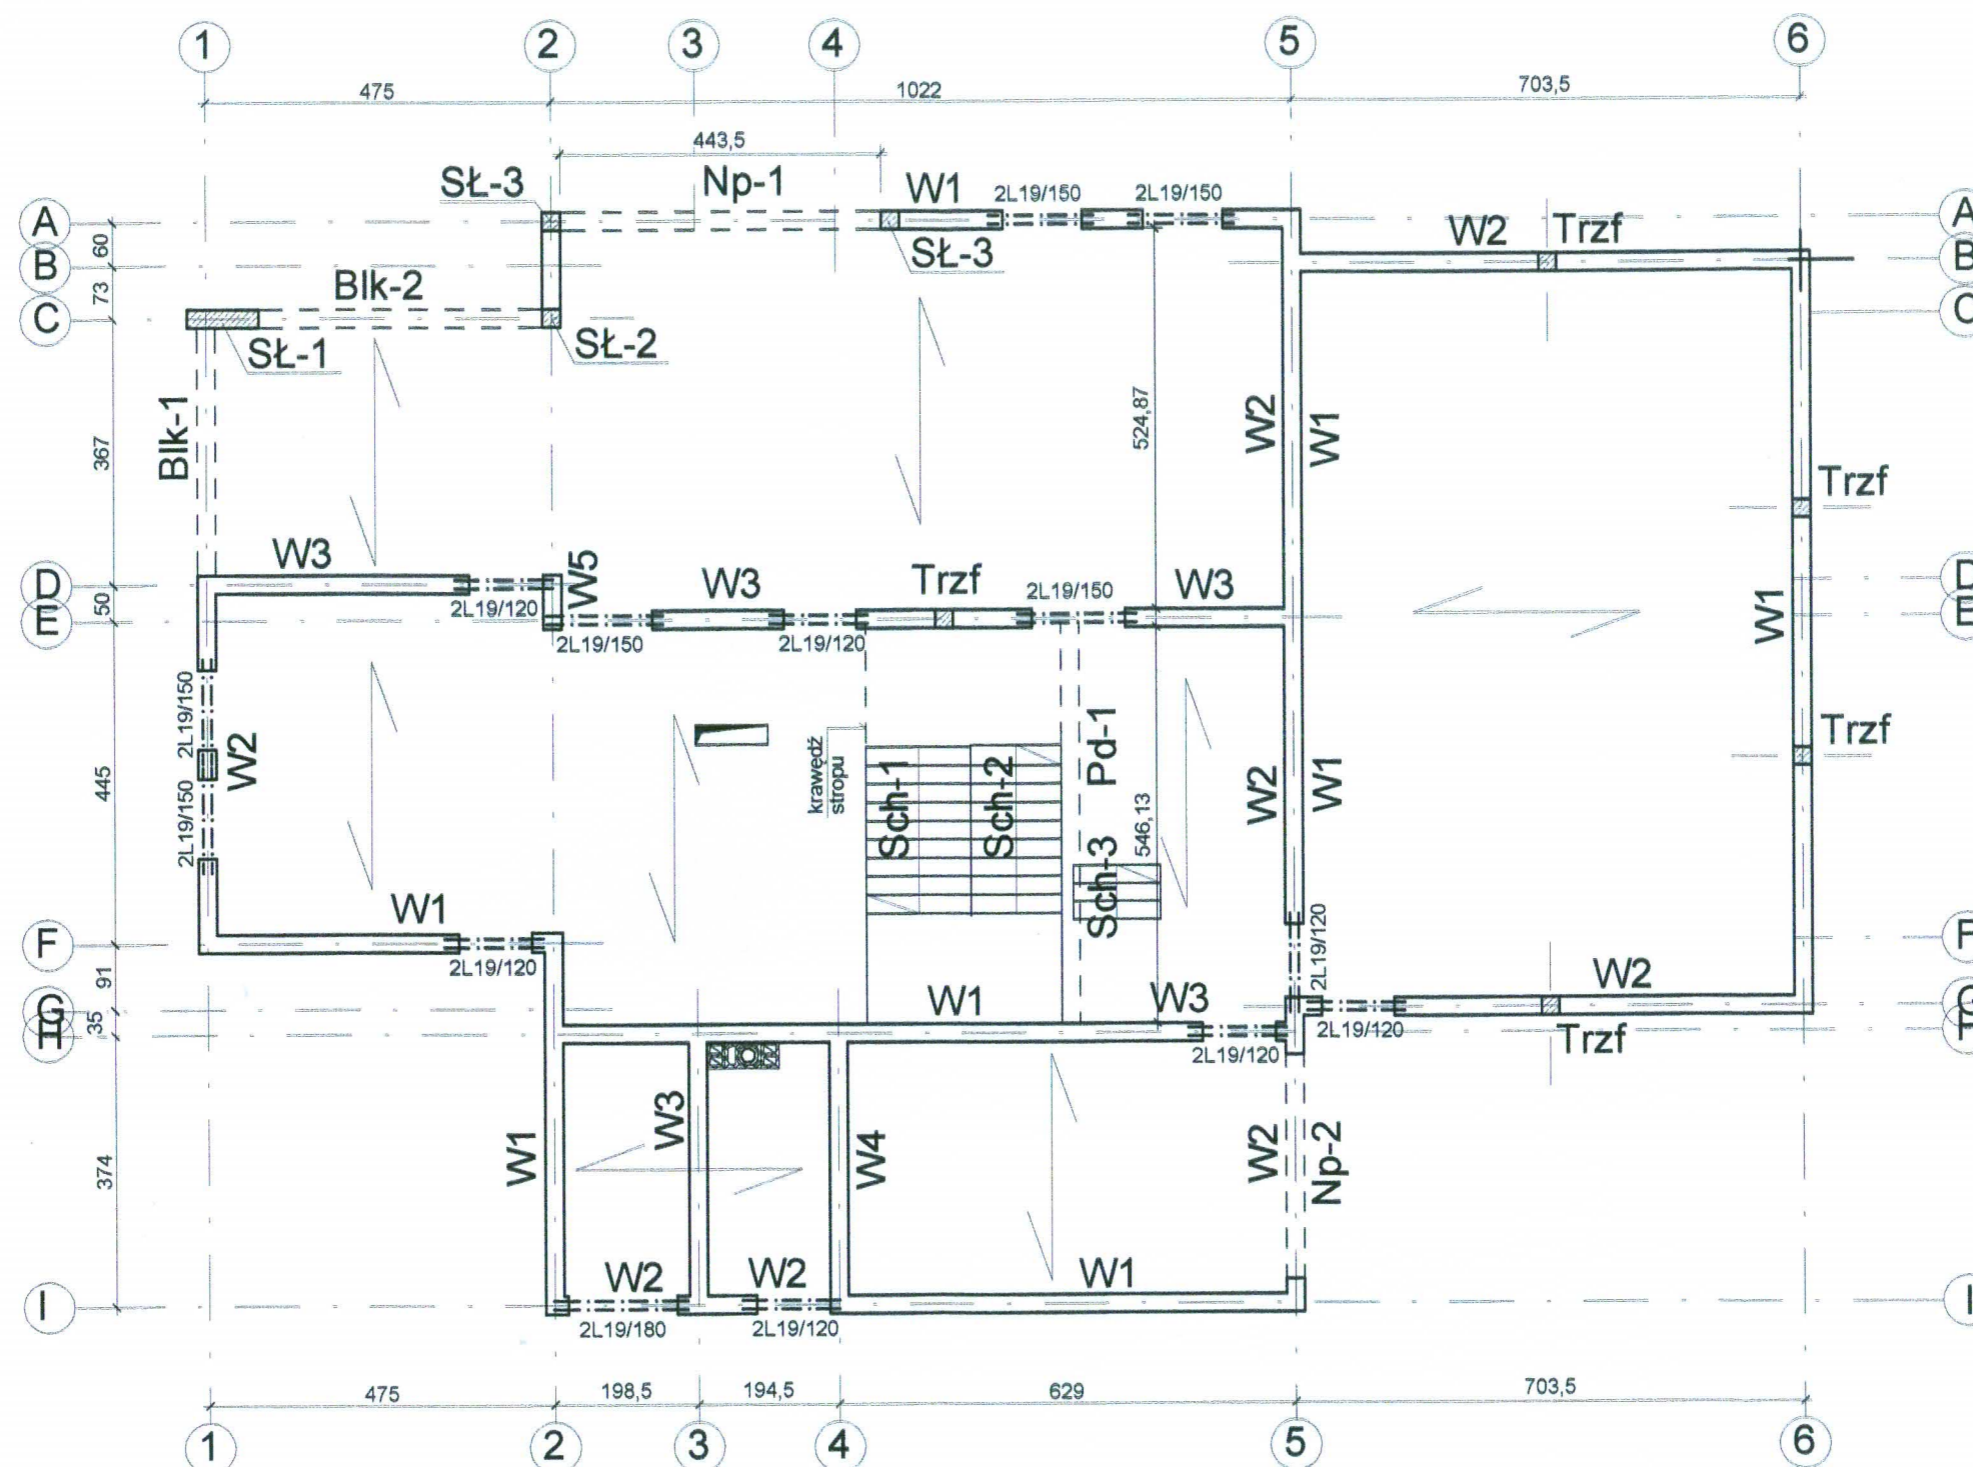 1 2 3 4 5 6
475 1022 703,5
443,5
SŁ-3 Np-1 W1 2L19/150 2L19/150
A A
60
SŁ-3 W2 Trzf
B B
73
Blk-2
C C
SŁ-1 SŁ-2
Blk-1
367
524,87
W2 W1
Trzf
W3 W5 W3 Trzf 2L19/150 W3
D D
50
2L19/120
E E
2L19/150 2L19/120
W1
2L19/150
W2
2L19/150
445
krawędź
stropu
Sch-1 Sch-2 Pd-1
Sch-3
546,13
W2 W1
Trzf
W1
F F
2L19/120
2L19/120
91
G G
35
H
W1 W3 W2
2L19/120 2L19/120 Trzf
374
W1 W3 W4 W2 Np-2
W2 W2 W1
I I
2L19/180 2L19/120
475 198,5 194,5 629 703,5
1 2 3 4 5 6